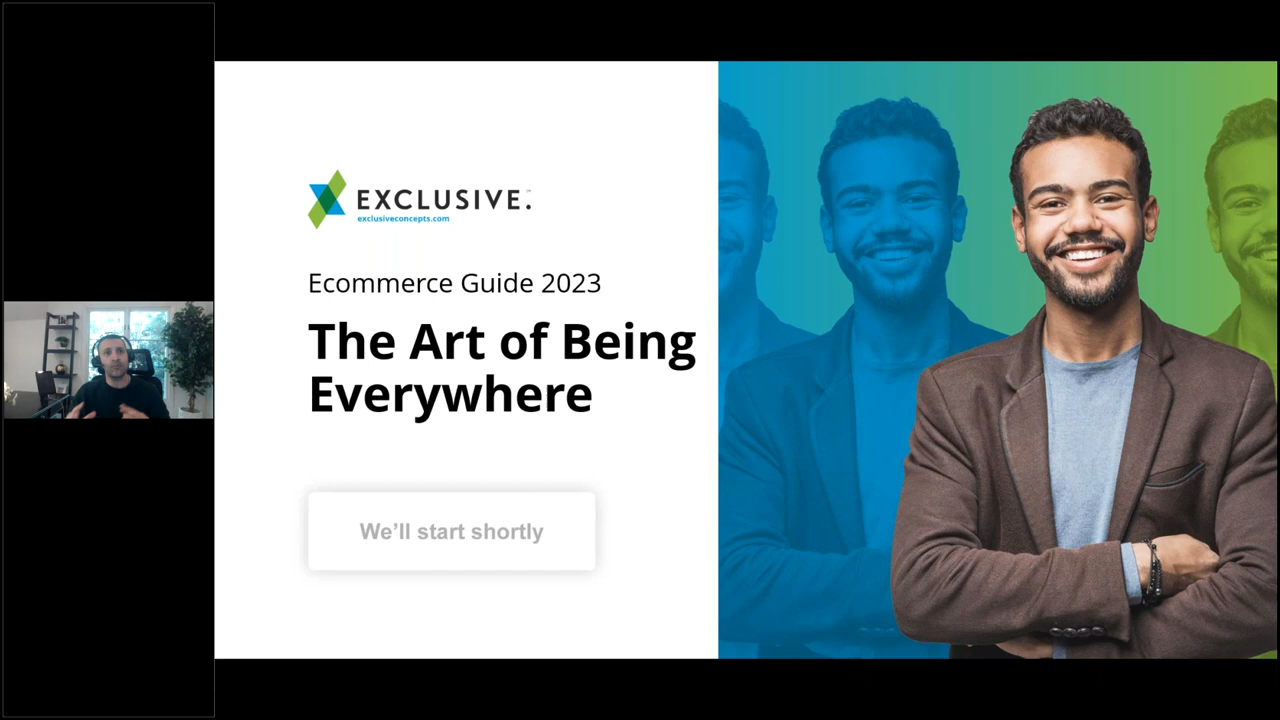 EXCLUSIVE.
exclusiveconcepts.com
Ecommerce Guide 2023
The Art of Being
Everywhere
We’ll start shortly